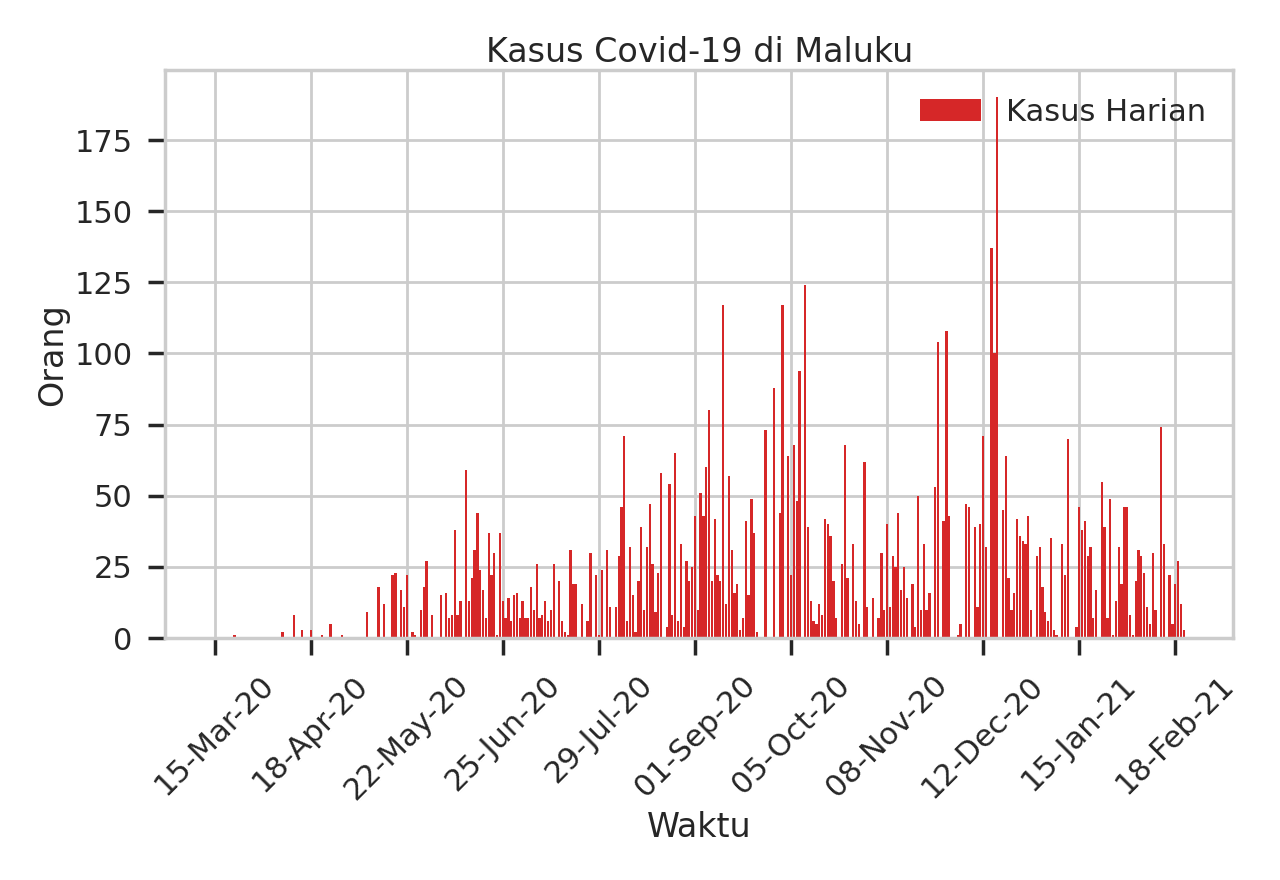 Kasus Covid-19 di Maluku
Kasus Harian
Orang
175
150
125
100
75
50
25
0
15-Mar-20
18-Apr-20
22-May-20
25-Jun-20
29-Jul-20
01-Sep-20
05-Oct-20
08-Nov-20
12-Dec-20
15-Jan-21
18-Feb-21
Waktu